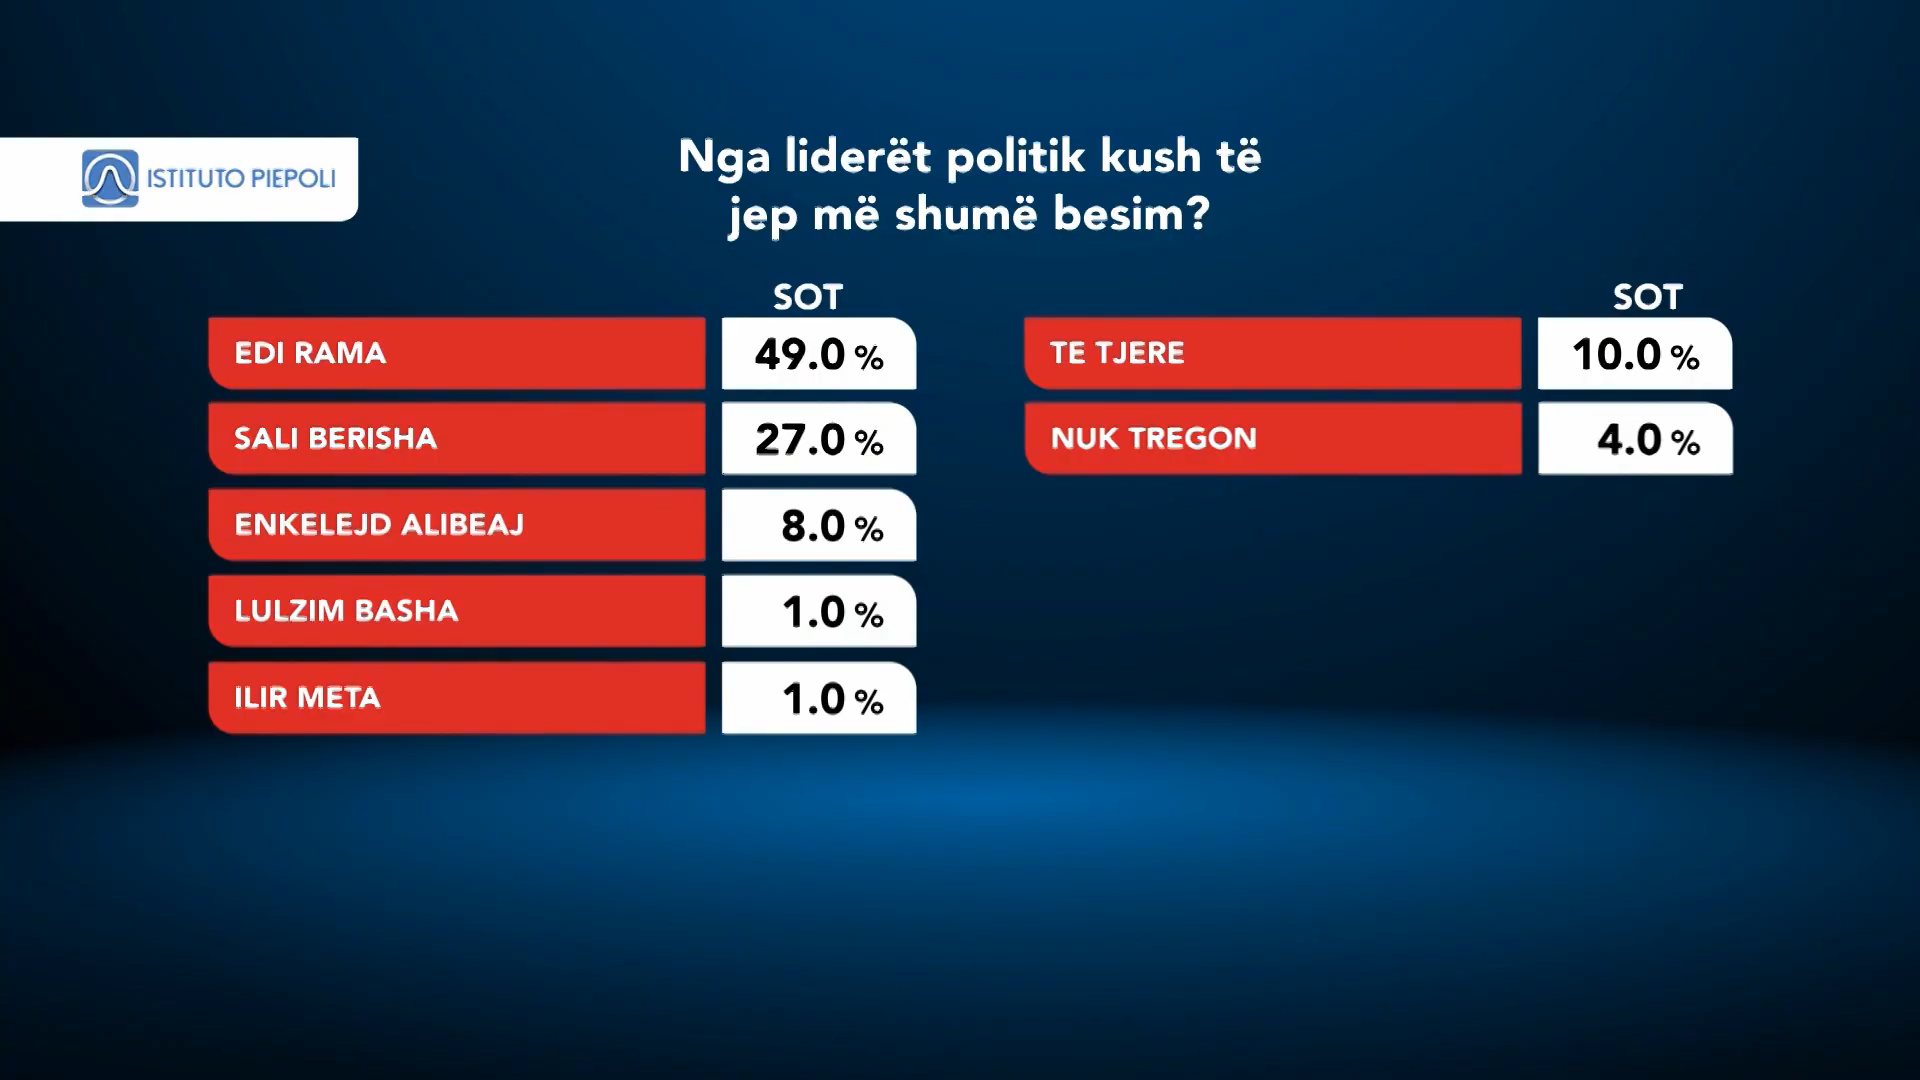 ISTITUTO PIEPOLI
Nga liderët politik kush të
jep më shumë besim?
SOT
EDI RAMA 49.0 %
SALI BERISHA 27.0 %
ENKELEJD ALIBEAJ 8.0 %
LULZIM BASHA 1.0 %
ILIR META 1.0 %
SOT
TE TJERE 10.0 %
NUK TREGON 4.0 %